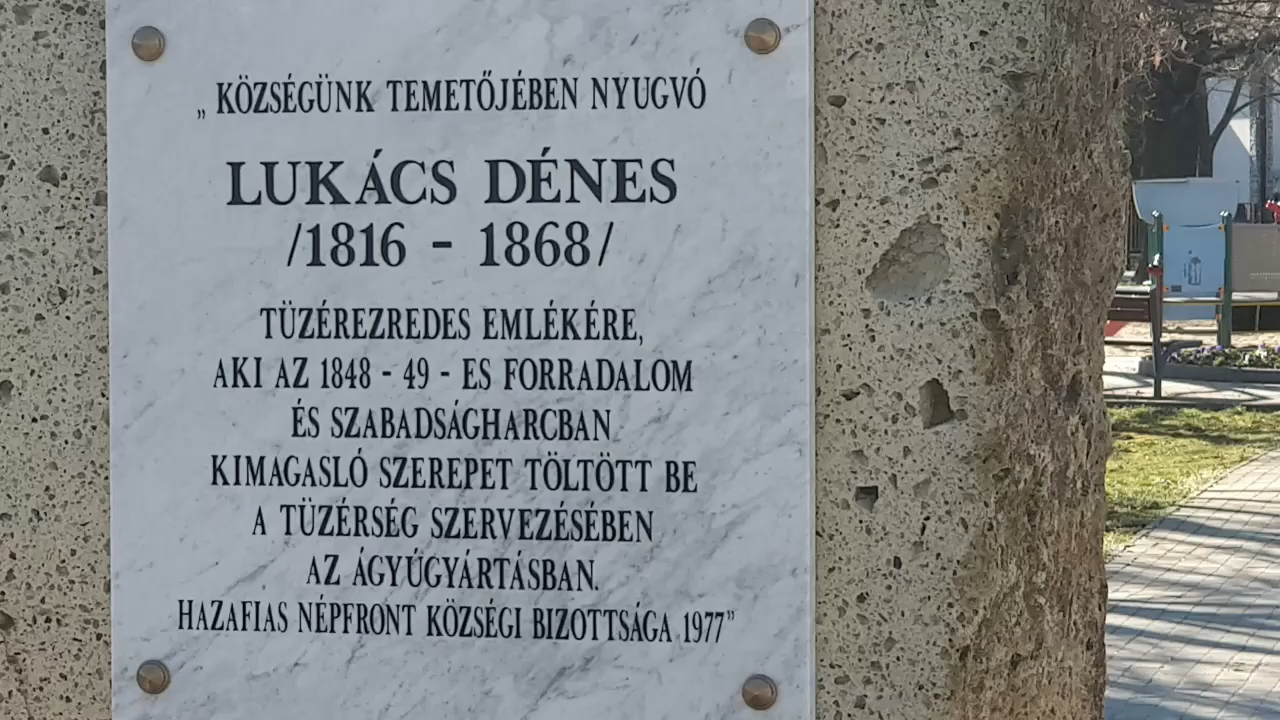 „ KÖZSÉGÜNK TEMETŐJÉBEN NYUGVÓ
LUKÁCS DÉNES
/1816 - 1868/
TÜZÉREZREDES EMLÉKÉRE,
AKI AZ 1848 - 49 - ES FORRADALOM
ÉS SZABADSÁGHARCBAN
KIMAGASLÓ SZEREPET TÖLTÖTT BE
A TÜZÉRSÉG SZERVEZÉSÉBEN
AZ ÁGYÚGYÁRTÁSBAN.
HAZAFIAS NÉPFRONT KÖZSÉGI BIZOTTSÁGA 1977”